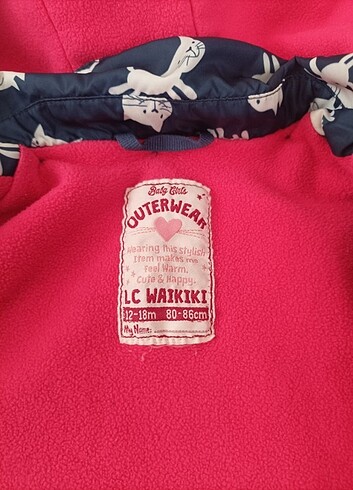 Baby Girls
OUTERWEAR
Wearing this stylish
Item makes me
Feel Warm,
Cute & Happy.
LC WAIKIKI
12-18m 80-86cm
My Name: